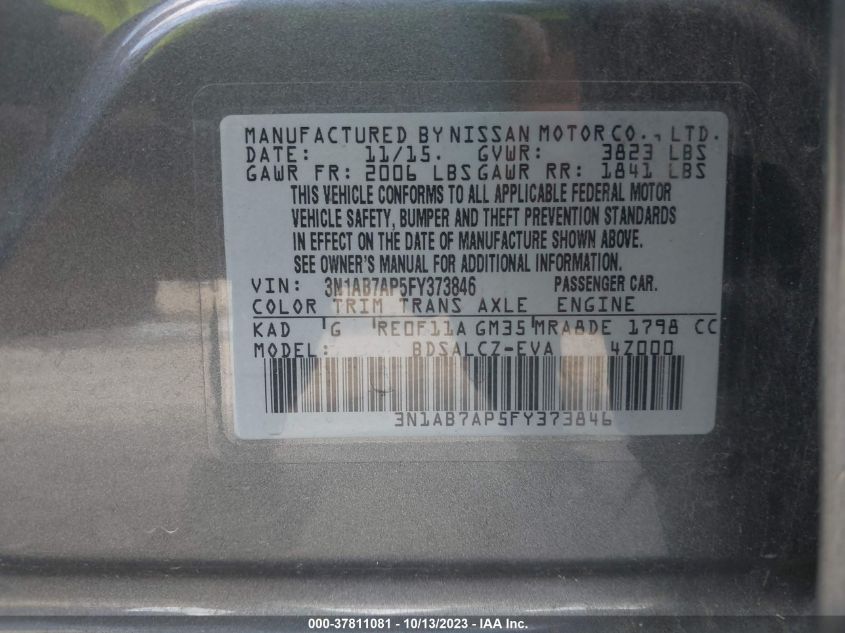 MANUFACTURED BY NISSAN MOTOR CO., LTD.
DATE: 11/15. GVWR: 3823 LBS
GAWR FR: 2006 LBS GAWR RR: 1841 LBS
THIS VEHICLE CONFORMS TO ALL APPLICABLE FEDERAL MOTOR
VEHICLE SAFETY, BUMPER AND THEFT PREVENTION STANDARDS
IN EFFECT ON THE DATE OF MANUFACTURE SHOWN ABOVE.
SEE OWNER'S MANUAL FOR ADDITIONAL INFORMATION.
VIN: 3N1AB7AP5FY373846 PASSENGER CAR.
COLOR TRIM TRANS AXLE ENGINE
KAD G RE0F11A GM35 MRA8DE 1798 CC
MODEL: BDSALCZ-EVA 4Z000
3N1AB7AP5FY373846
000-37811081 - 10/13/2023 - IAA Inc.